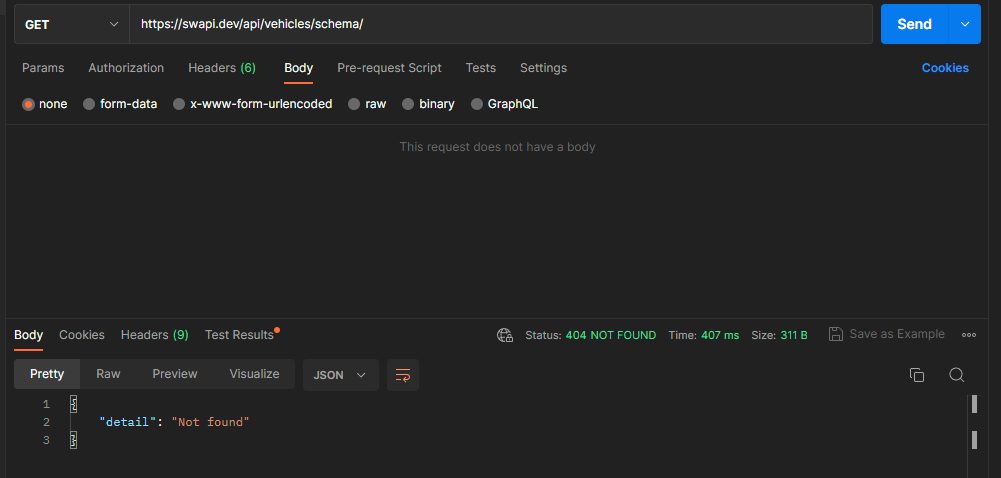 GET https://swapi.dev/api/vehicles/schema/ Send
Params Authorization Headers (6) Body Pre-request Script Tests Settings Cookies
none form-data x-www-form-urlencoded raw binary GraphQL
This request does not have a body
Body Cookies Headers (9) Test Results Status: 404 NOT FOUND Time: 407 ms Size: 311 B Save as Example
Pretty Raw Preview Visualize JSON
1 {
2 "detail": "Not found"
3 }